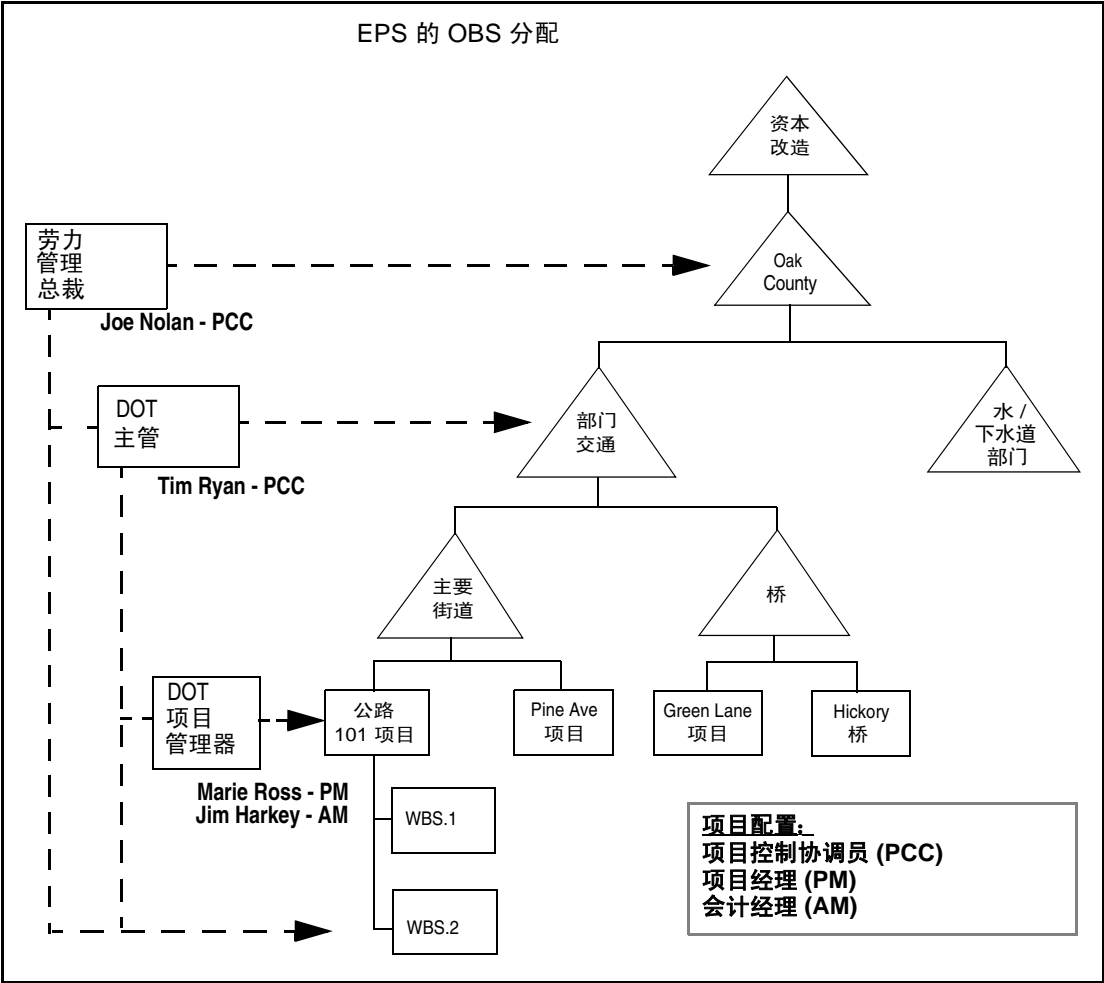 EPS 的 OBS 分配
资本
改造
劳力
管理
总裁
Oak
County
Joe Nolan - PCC
DOT
主管
部门
交通
水 /
下水道
部门
Tim Ryan - PCC
主要
街道
桥
DOT
项目
管理器
公路
101 项目
Pine Ave
项目
Green Lane
项目
Hickory
桥
Marie Ross - PM
Jim Harkey - AM
WBS.1
WBS.2
项目配置:
项目控制协调员 (PCC)
项目经理 (PM)
会计经理 (AM)